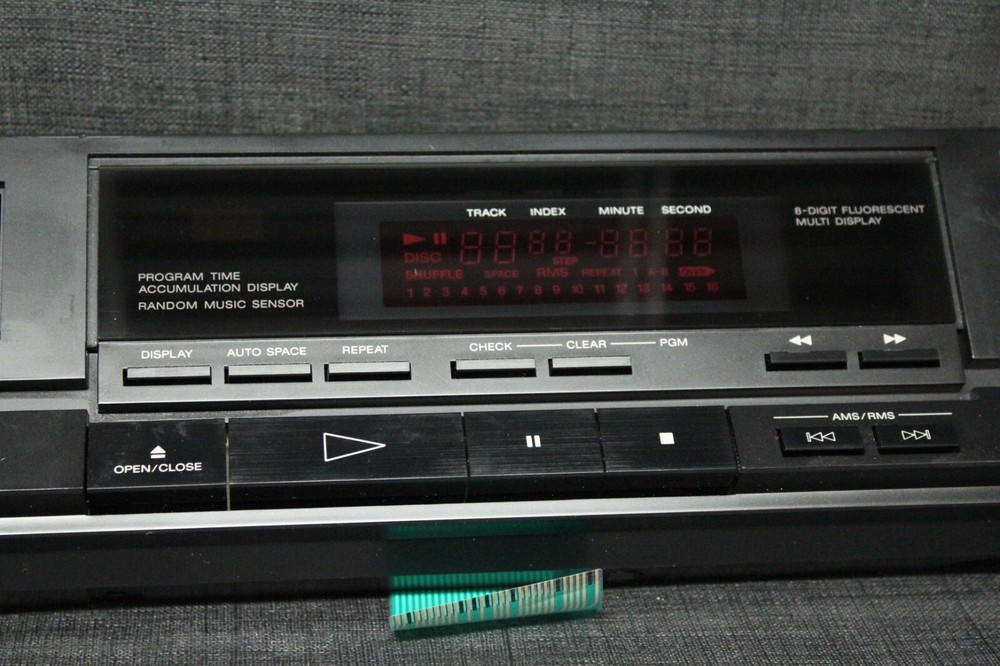 TRACK INDEX MINUTE SECOND
8-DIGIT FLUORESCENT
MULTI DISPLAY
DISC
STEP
SHUFFLE SPACE RMS REPEAT 1 A-B OVER
1 2 3 4 5 6 7 8 9 10 11 12 13 14 15 16
PROGRAM TIME
ACCUMULATION DISPLAY
RANDOM MUSIC SENSOR
DISPLAY AUTO SPACE REPEAT CHECK CLEAR PGM
AMS/RMS
OPEN/CLOSE